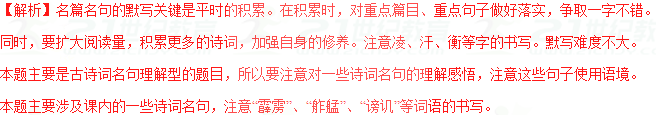 【解析】名篇名句的默写关键是平时的积累。在积累时，对重点篇目、重点句子做好落实，争取一字不错。
同时，要扩大阅读量，积累更多的诗词，加强自身的修养。注意凌、汗、衡等字的书写。默写难度不大。
本题主要是古诗词名句理解型的题目，所以要注意对一些诗词名句的理解感悟，注意这些句子使用语境。
本题主要涉及课内的一些诗词名句，注意“霹雳”、“舴艋”、“谤讥”等词语的书写。